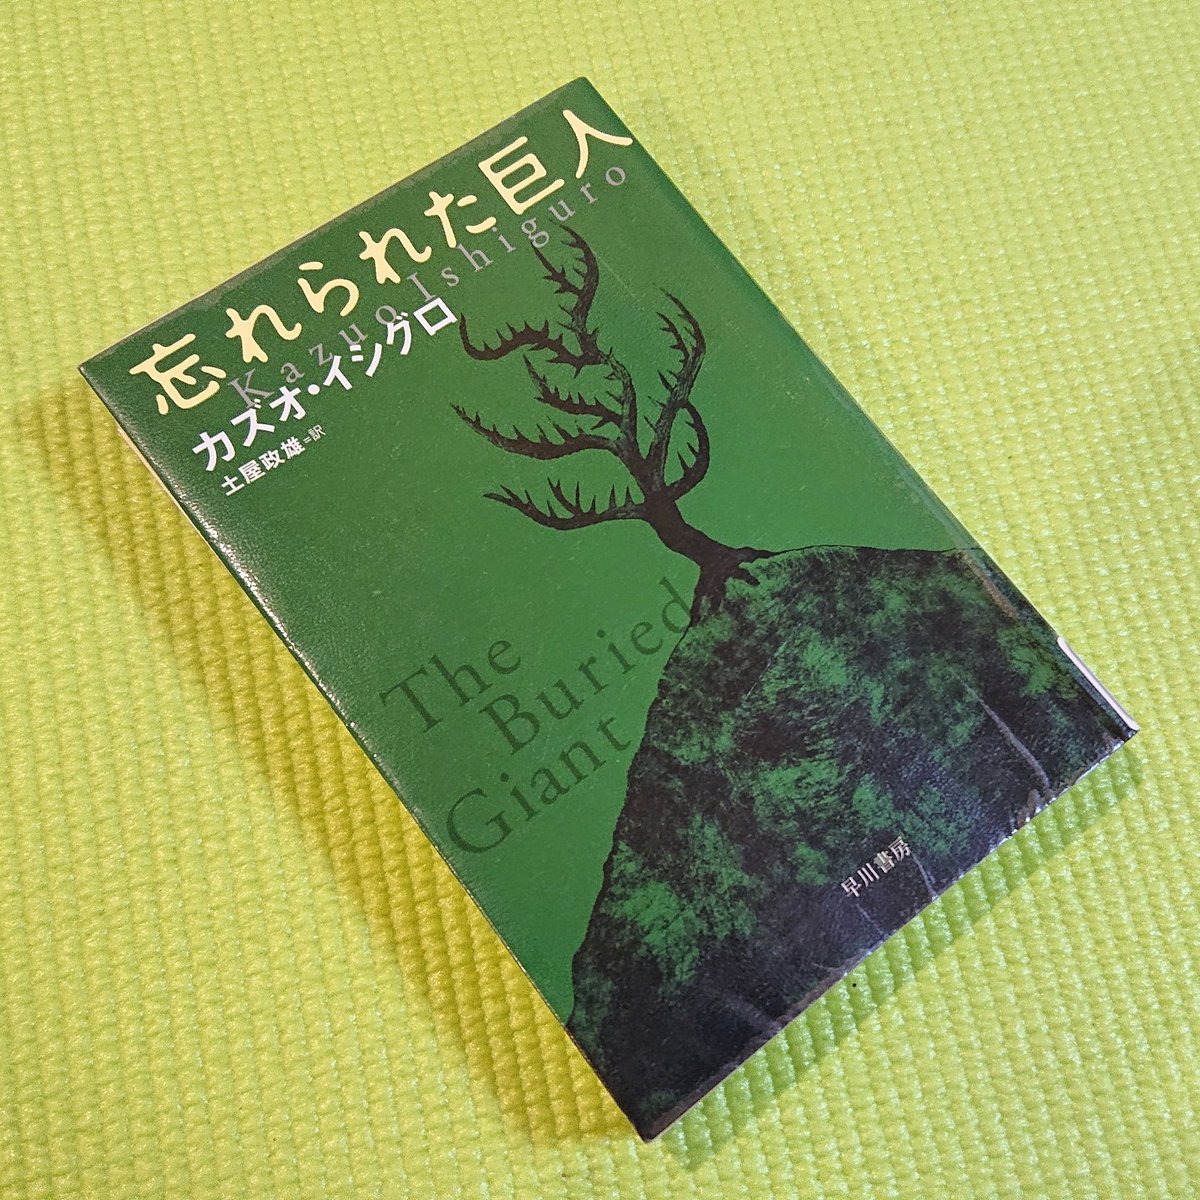 忘れられた巨人
Kazuo Ishiguro
カズオ・イシグロ
土屋政雄=訳
The
Buried
Giant
早川書房